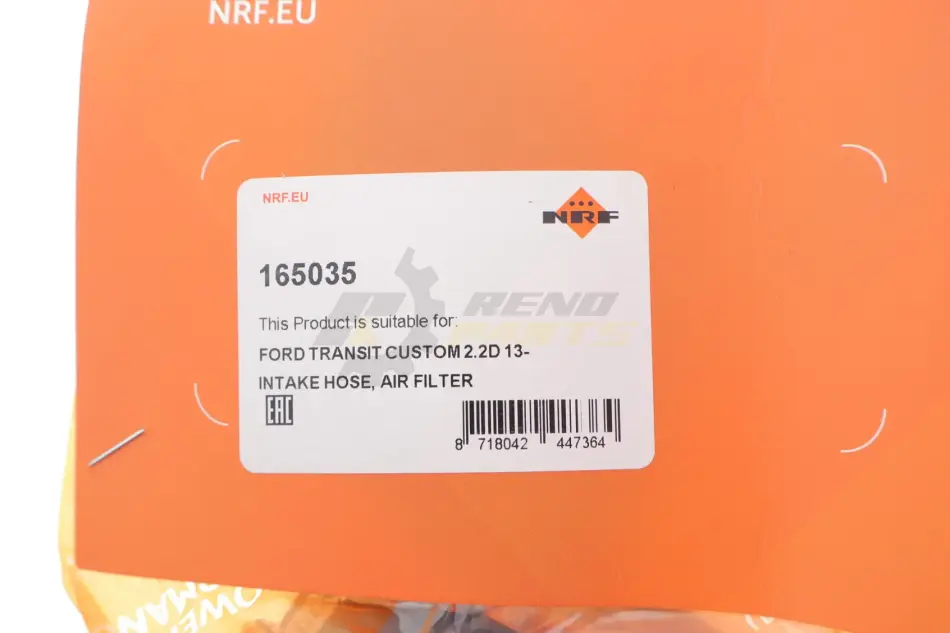 NRF.EU
NRF.EU
NRF
165035
RENO
PARTS
This Product is suitable for:
FORD TRANSIT CUSTOM 2.2D 13-
INTAKE HOSE, AIR FILTER
EAC
8 718042 447364